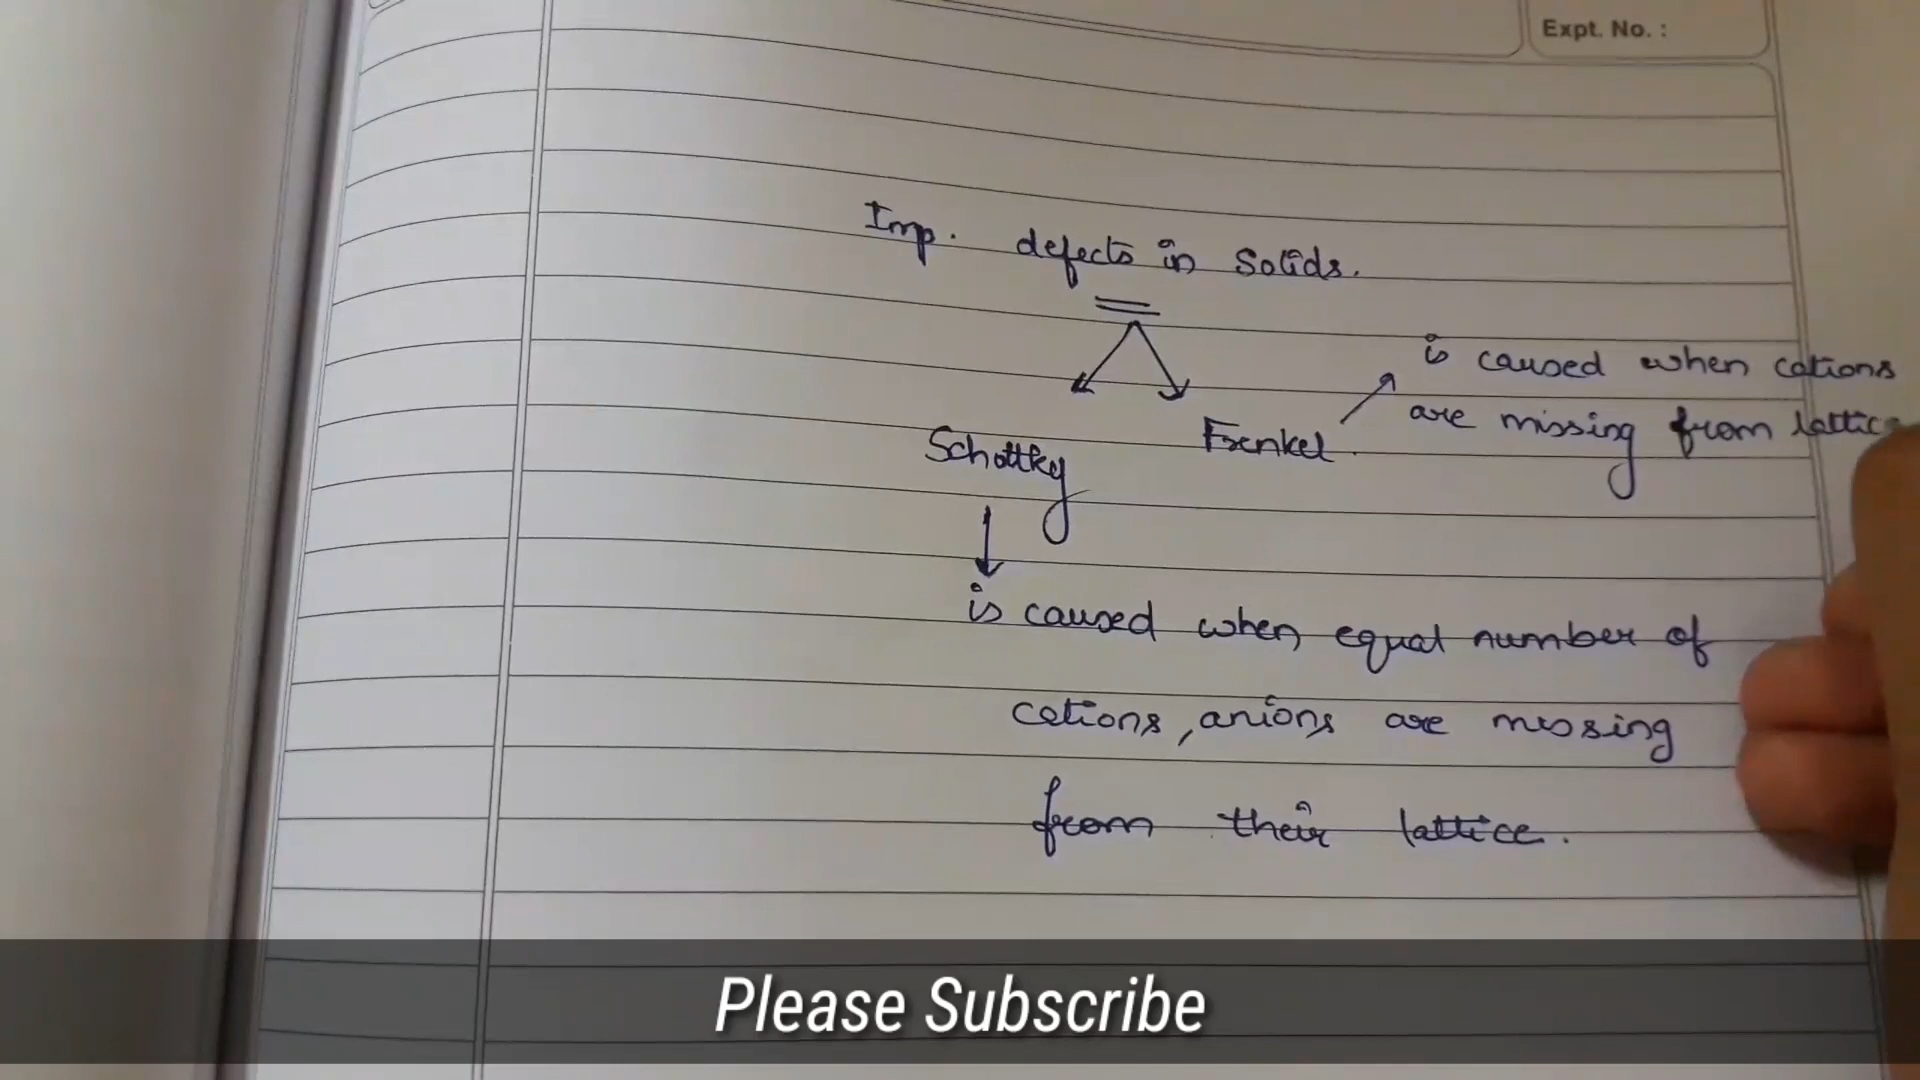 Expt. No. :
Imp. defects in Solids.
is caused when cations
are missing from lattice
Schottky
Frenkel.
is caused when equal number of
cations, anions are missing
from their lattice.
Please Subscribe